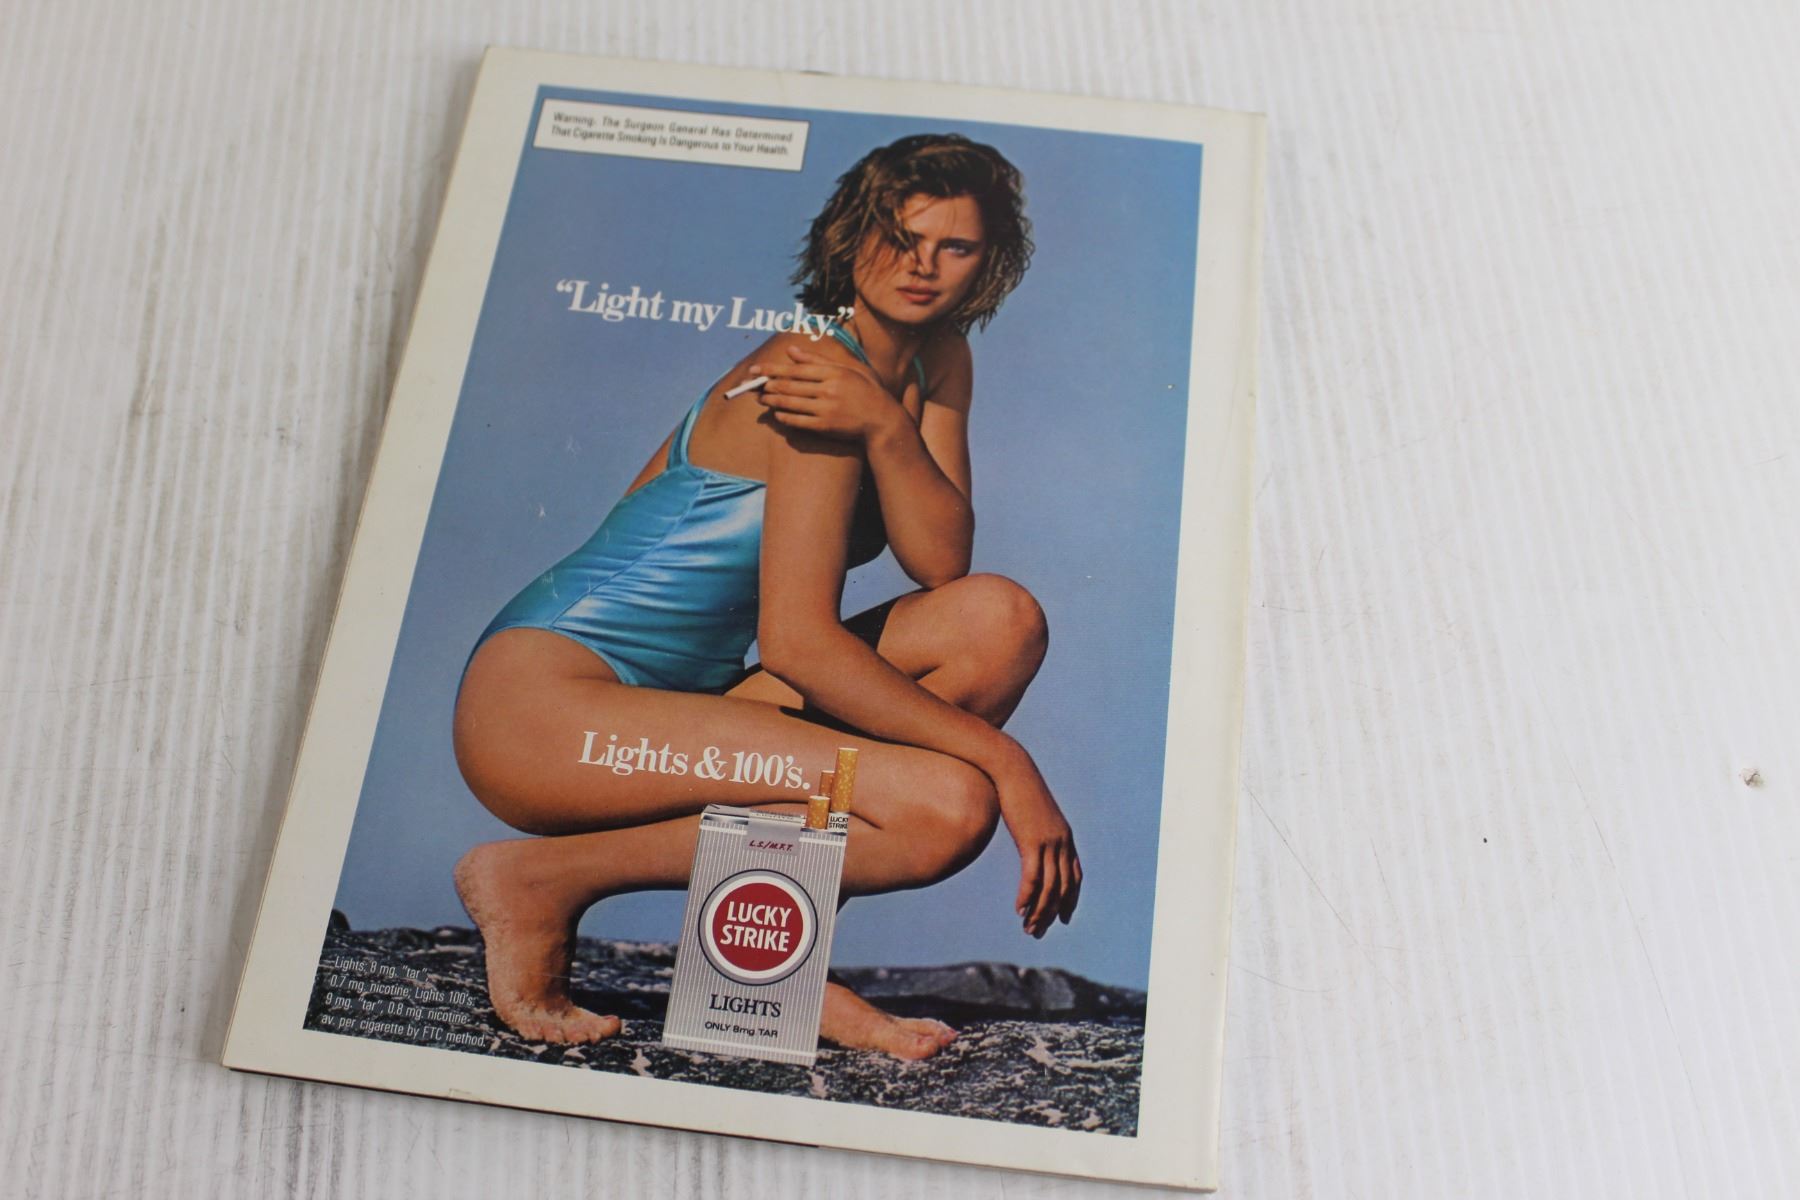 Warning: The Surgeon General Has Determined
That Cigarette Smoking Is Dangerous to Your Health.
“Light my Lucky.”
Lights & 100’s.
LUCKY
STRIKE
L.S./M.F.T.
LUCKY
STRIKE
LIGHTS
ONLY 8mg TAR
Lights: 8 mg. "tar",
0.7 mg. nicotine; Lights 100's:
9 mg. "tar", 0.8 mg. nicotine
av. per cigarette by FTC method.